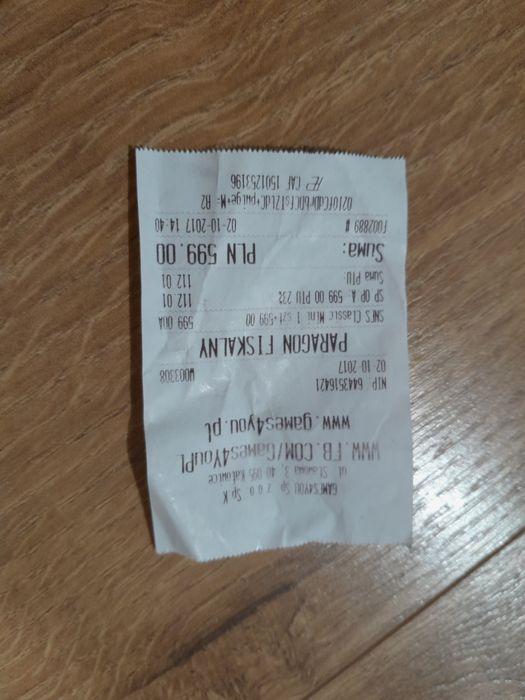 GAMES4YOU Sp z o o Sp K
ul. Sławowa 3, 40 095 Katowice
WWW.FB.COM/Games4YouPL
www.games4you.pl
NIP 6443516421
02-10-2017 W003308
PARAGON FISKALNY
SNES Classic Mini 1 szt*599 00 599 00A
SP OP A: 599 00 PTU 23% 112 01
Suma PTU 112 01
Suma: PLN 599.00
F002889 # 02-10-2017 14:40
CAF 1501253196